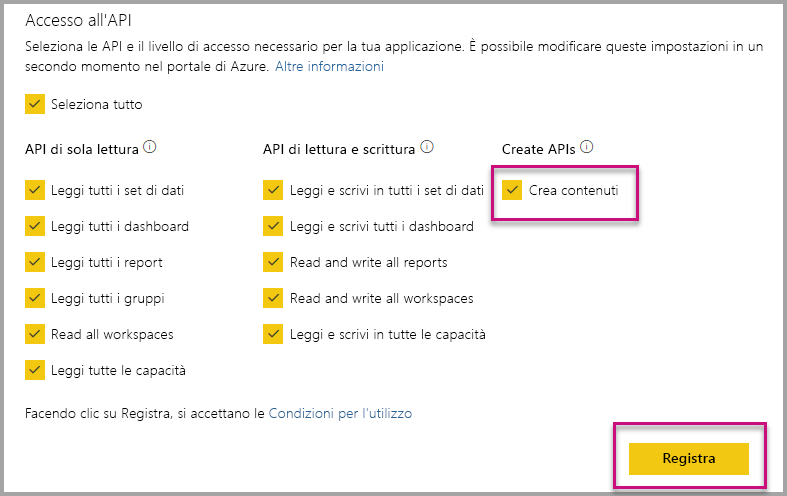 Accesso all'API
Seleziona le API e il livello di accesso necessario per la tua applicazione. È possibile modificare queste impostazioni in un
secondo momento nel portale di Azure. Altre informazioni
Seleziona tutto
API di sola lettura
Leggi tutti i set di dati
Leggi tutti i dashboard
Leggi tutti i report
Leggi tutti i gruppi
Read all workspaces
Leggi tutte le capacità
API di lettura e scrittura
Leggi e scrivi in tutti i set di dati
Leggi e scrivi tutti i dashboard
Read and write all reports
Read and write all workspaces
Leggi e scrivi in tutte le capacità
Create APIs
Crea contenuti
Facendo clic su Registra, si accettano le Condizioni per l'utilizzo
Registra